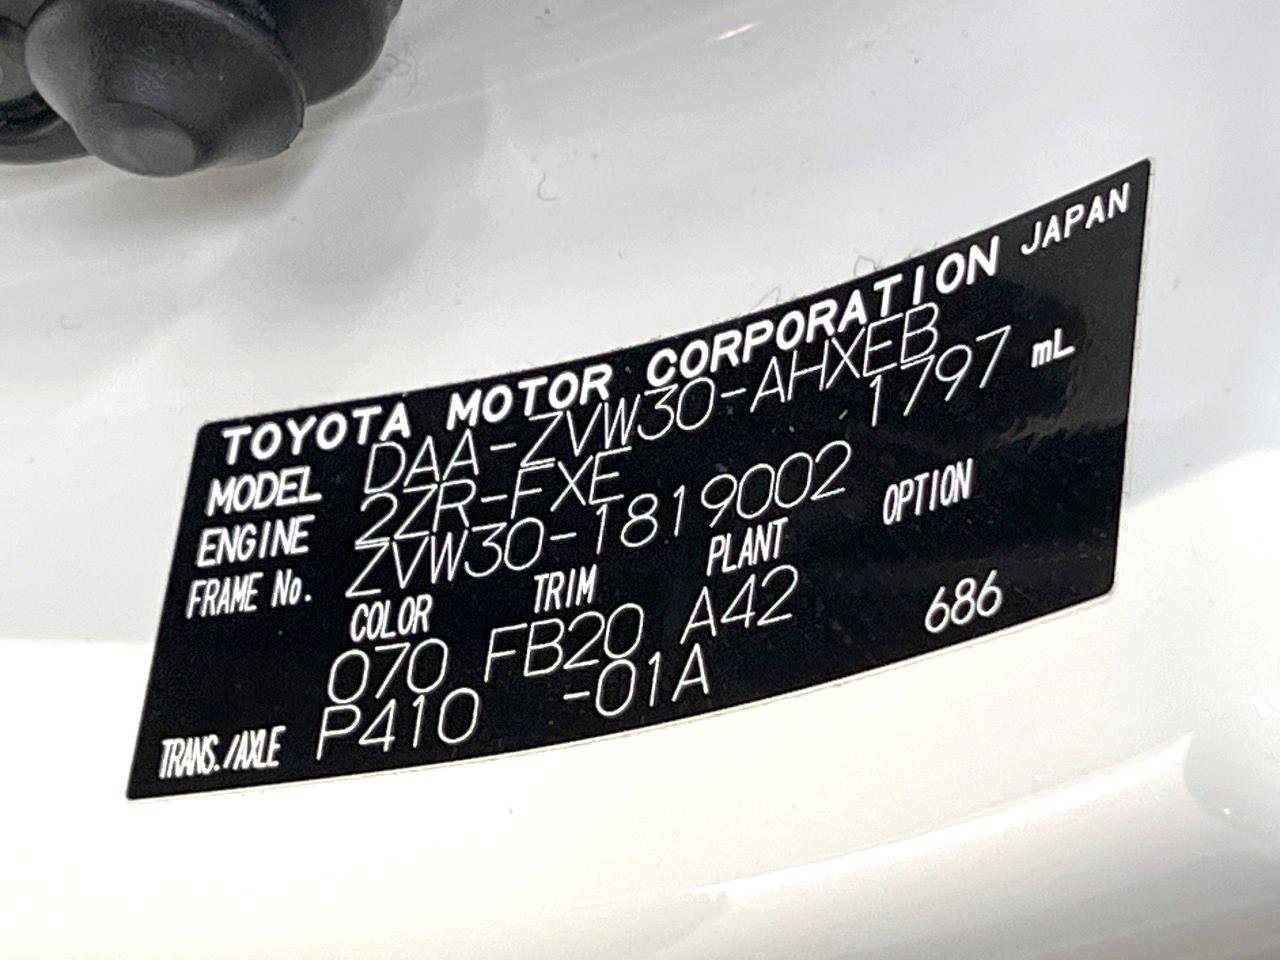 TOYOTA MOTOR CORPORATION JAPAN
MODEL DAA-ZVW30-AHXEB
ENGINE 2ZR-FXE 1797 mL
FRAME No. ZVW30-1819002
COLOR TRIM PLANT OPTION
070 FB20 A42
TRANS./AXLE P410 -01A 686